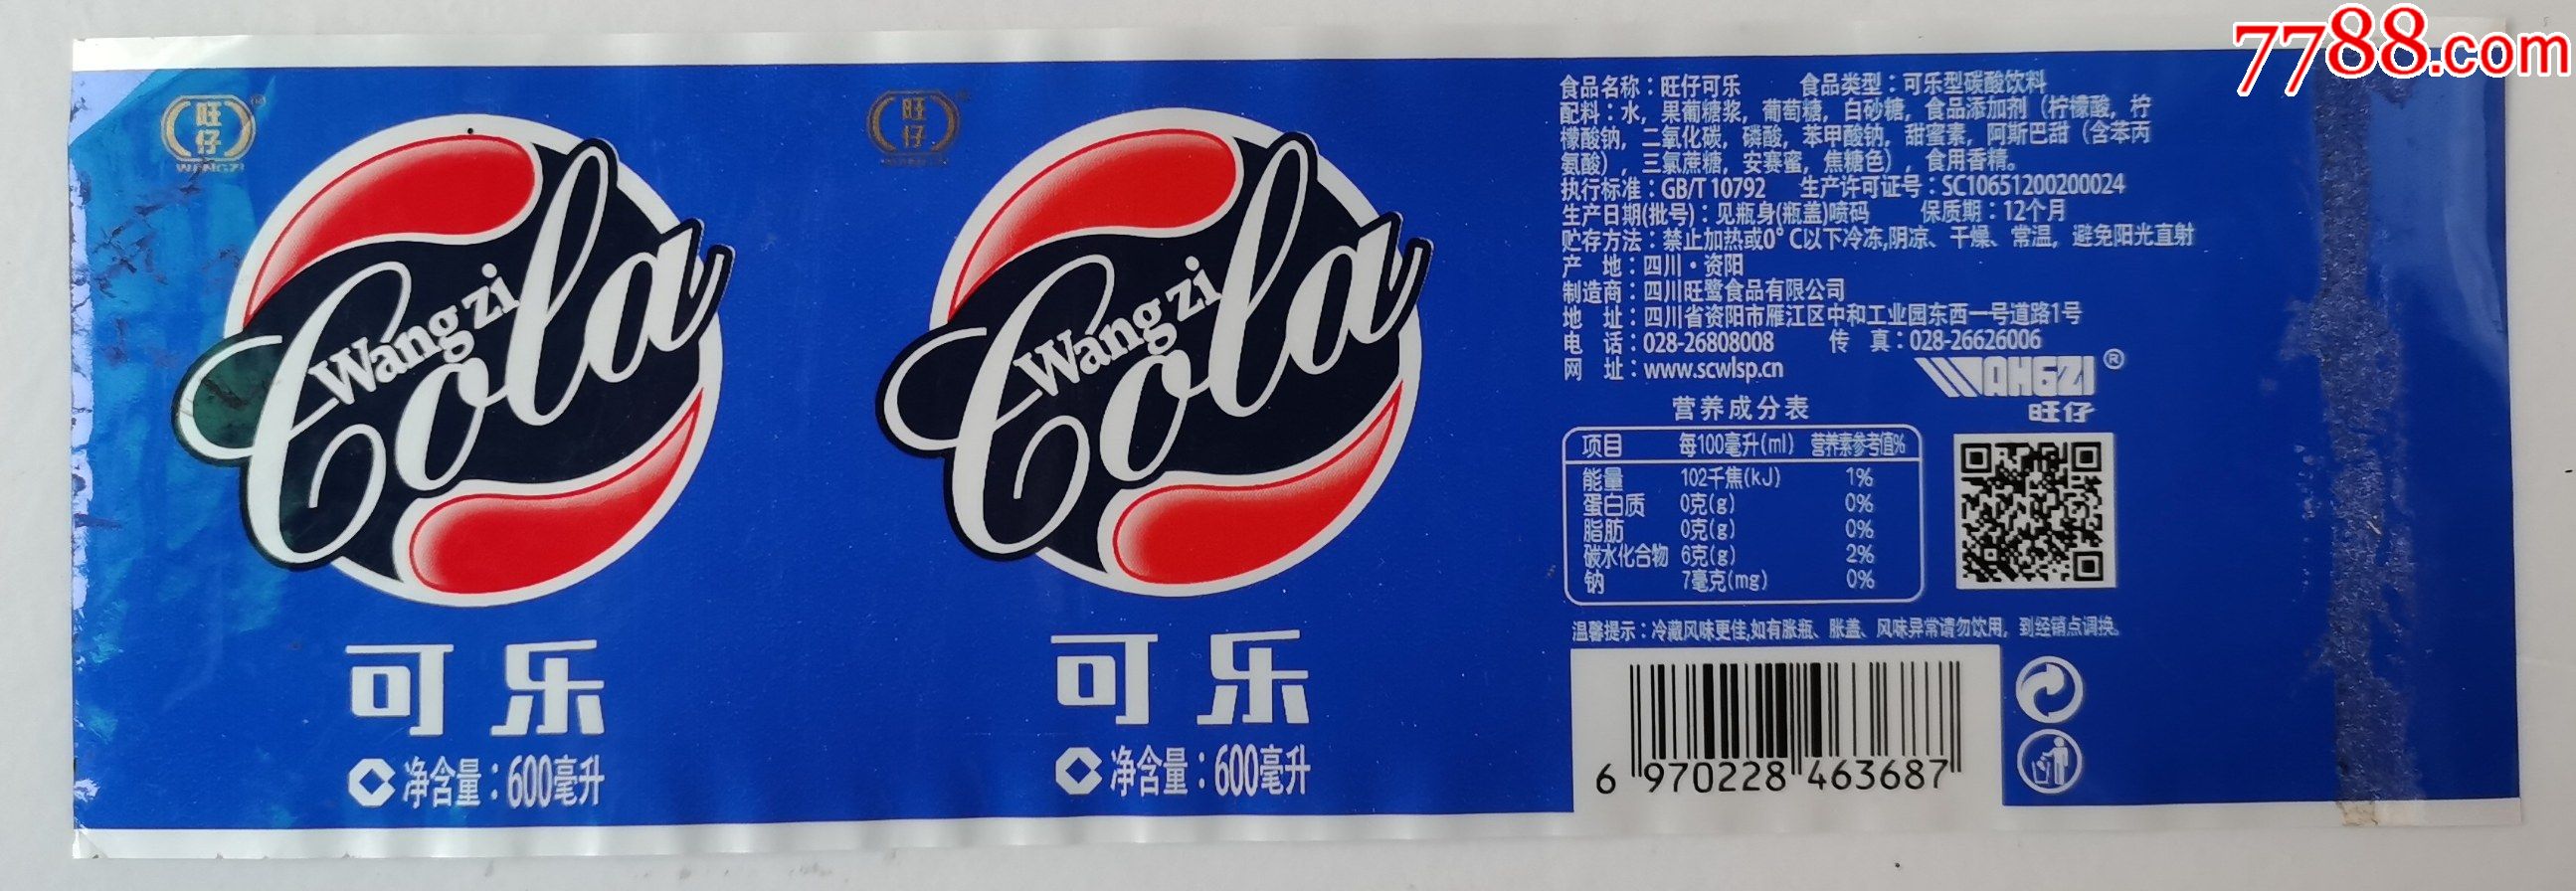 7788.com
旺仔
WANGZI
Wangzi
Cola
可乐
净含量：600毫升
旺仔
Wangzi
Cola
可乐
净含量：600毫升
食品名称：旺仔可乐 食品类型：可乐型碳酸饮料
配料：水，果葡糖浆，葡萄糖，白砂糖，食品添加剂（柠檬酸，柠
檬酸钠，二氧化碳，磷酸，苯甲酸钠，甜蜜素，阿斯巴甜（含苯丙
氨酸），三氯蔗糖，安赛蜜，焦糖色），食用香精。
执行标准：GB/T 10792 生产许可证号：SC10651200200024
生产日期(批号)：见瓶身(瓶盖)喷码 保质期：12个月
贮存方法：禁止加热或0°C以下冷冻,阴凉、干燥、常温，避免阳光直射
产 地：四川·资阳
制造商：四川旺鹭食品有限公司
地 址：四川省资阳市雁江区中和工业园东西一号道路1号
电 话：028-26808008 传 真：028-26626006
网 址：www.scwlsp.cn
WANGZI®
旺仔
营养成分表
项目 每100毫升(ml) 营养素参考值%
能量 102千焦(kJ) 1%
蛋白质 0克(g) 0%
脂肪 0克(g) 0%
碳水化合物 6克(g) 2%
钠 7毫克(mg) 0%
温馨提示：冷藏风味更佳,如有胀瓶、胀盖、风味异常请勿饮用，到经销点调换。
6 970228 463687